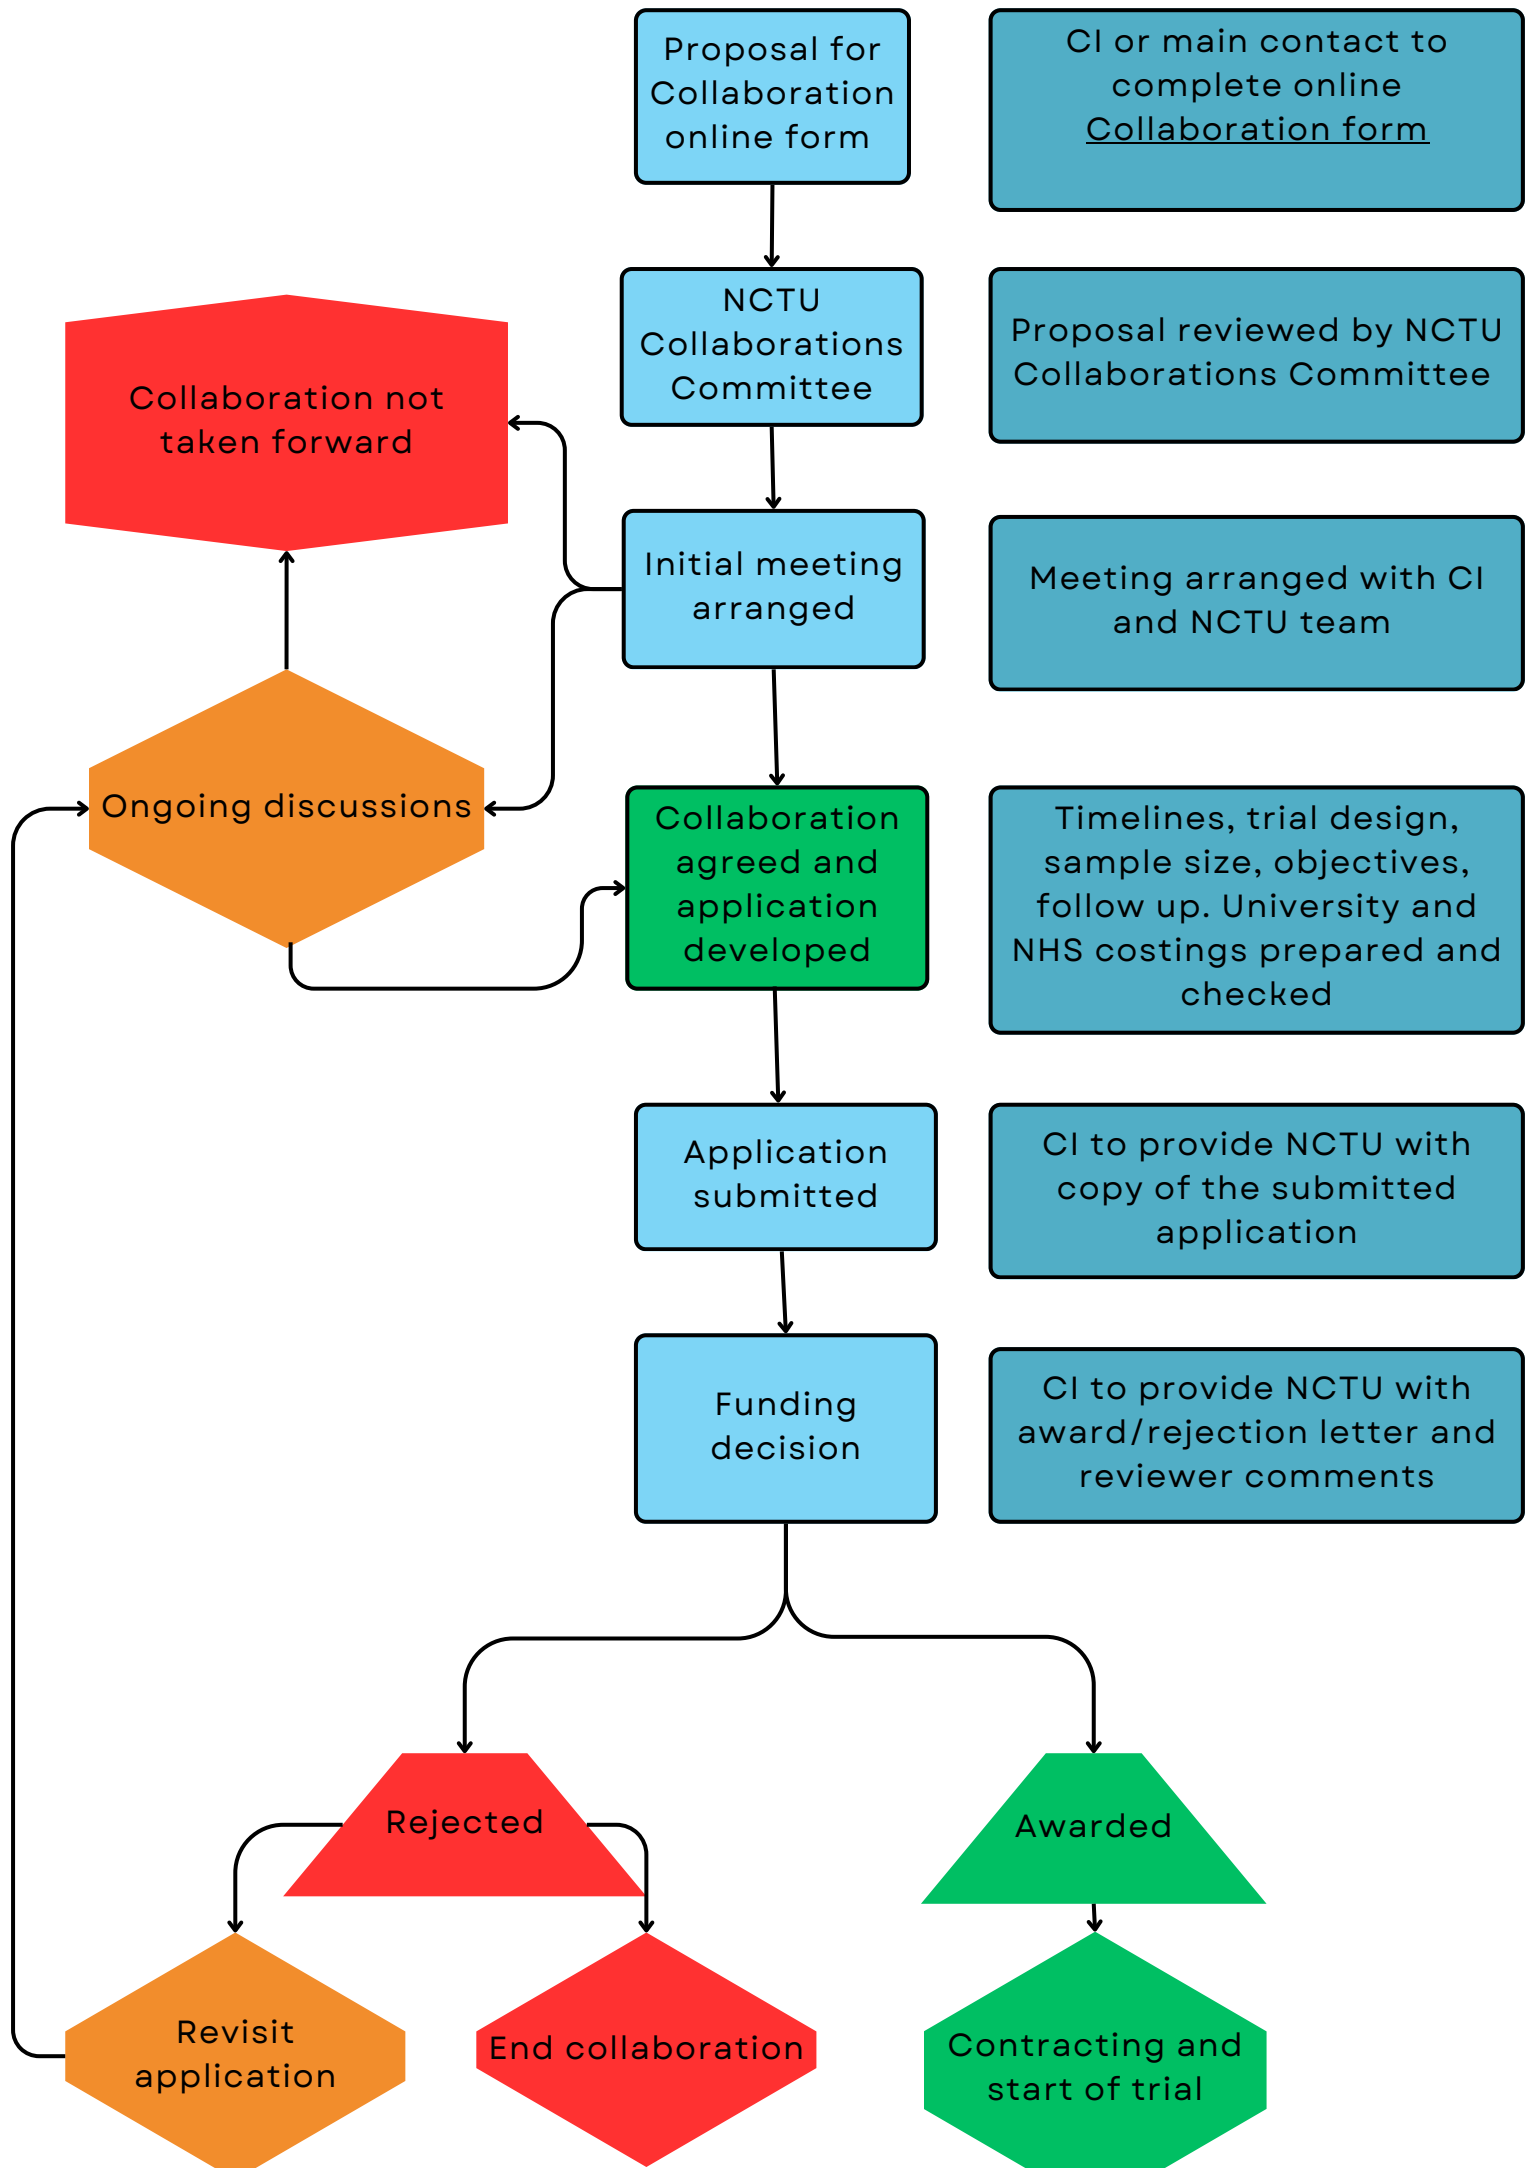 Proposal for
Collaboration
online form
CI or main contact to
complete online
Collaboration form
NCTU
Collaborations
Committee
Proposal reviewed by NCTU
Collaborations Committee
Collaboration not
taken forward
Initial meeting
arranged
Meeting arranged with CI
and NCTU team
Ongoing discussions
Collaboration
agreed and
application
developed
Timelines, trial design,
sample size, objectives,
follow up. University and
NHS costings prepared and
checked
Application
submitted
CI to provide NCTU with
copy of the submitted
application
Funding
decision
CI to provide NCTU with
award/rejection letter and
reviewer comments
Rejected
Awarded
Revisit
application
End collaboration
Contracting and
start of trial